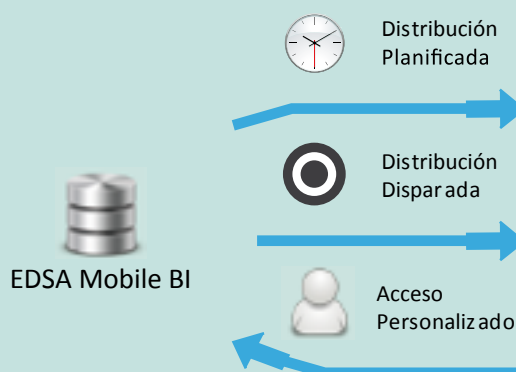 Distribución
Planificada
Distribución
Disparada
EDSA Mobile BI
Acceso
Personalizado